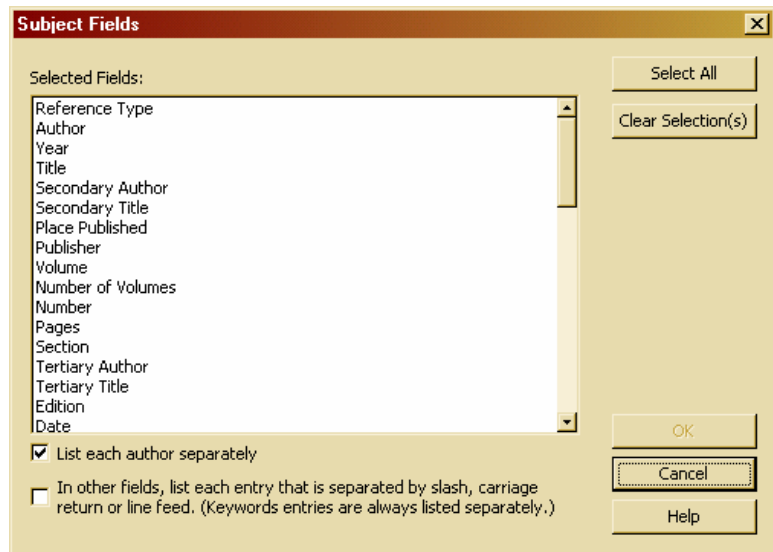 Subject Fields
Selected Fields:
Select All
Clear Selection(s)
Reference Type
Author
Year
Title
Secondary Author
Secondary Title
Place Published
Publisher
Volume
Number of Volumes
Number
Pages
Section
Tertiary Author
Tertiary Title
Edition
Date
List each author separately
In other fields, list each entry that is separated by slash, carriage
return or line feed. (Keywords entries are always listed separately.)
OK
Cancel
Help